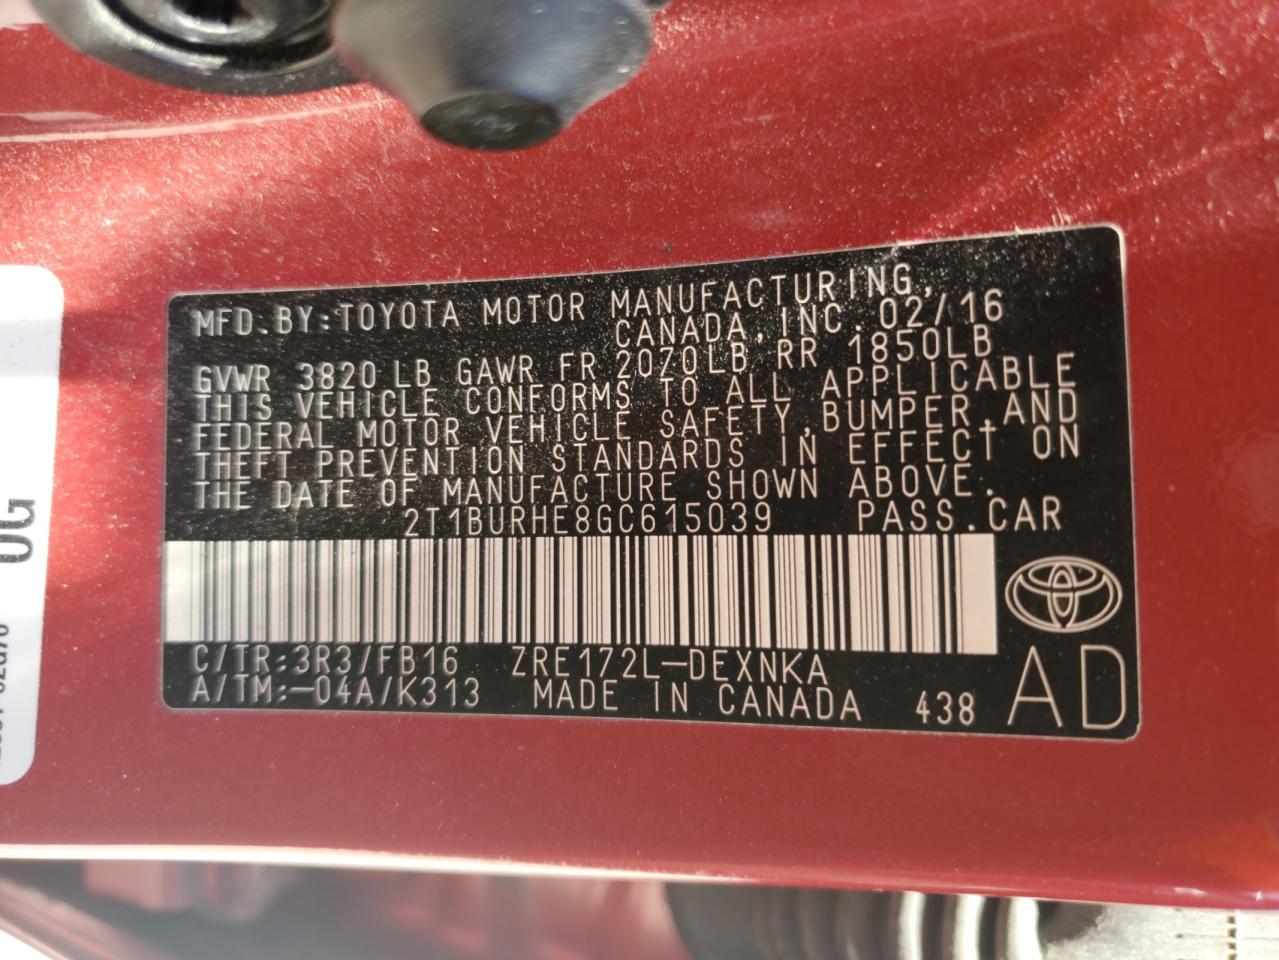 MFD.BY:TOYOTA MOTOR MANUFACTURING,
CANADA,INC.02/16
GVWR 3820 LB GAWR FR 2070LB RR 1850LB
THIS VEHICLE CONFORMS TO ALL APPLICABLE
FEDERAL MOTOR VEHICLE SAFETY,BUMPER,AND
THEFT PREVENTION STANDARDS IN EFFECT ON
THE DATE OF MANUFACTURE SHOWN ABOVE.
2T1BURHE8GC615039 PASS.CAR
C/TR:3R3/FB16 ZRE172L-DEXNKA
A/TM:-04A/K313 MADE IN CANADA 438
AD
0G